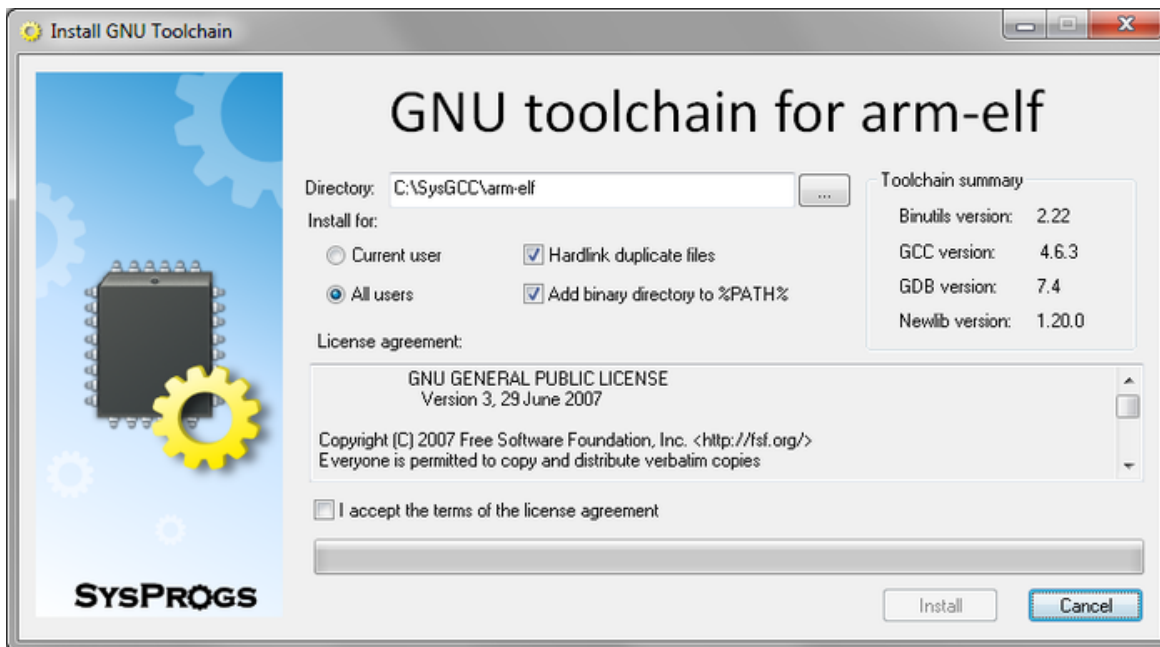 Install GNU Toolchain
GNU toolchain for arm-elf
Directory: C:\SysGCC\arm-elf ...
Install for:
Current user
Hardlink duplicate files
All users
Add binary directory to %PATH%
Toolchain summary
Binutils version: 2.22
GCC version: 4.6.3
GDB version: 7.4
Newlib version: 1.20.0
License agreement:
GNU GENERAL PUBLIC LICENSE
Version 3, 29 June 2007
Copyright (C) 2007 Free Software Foundation, Inc. <http://fsf.org/>
Everyone is permitted to copy and distribute verbatim copies
I accept the terms of the license agreement
SYSPROGS
Install
Cancel